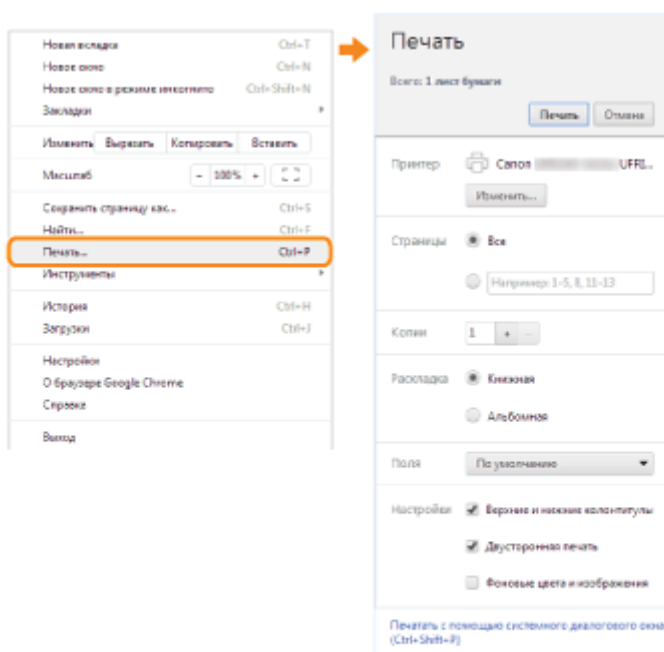 Новая вкладка Ctrl+T
Новое окно Ctrl+N
Новое окно в режиме инкогнито Ctrl+Shift+N
Закладки
Изменить Вырезать Копировать Вставить
Масштаб - 100% +
Сохранить страницу как... Ctrl+S
Найти... Ctrl+F
Печать... Ctrl+P
Инструменты
История Ctrl+H
Загрузки Ctrl+J
Настройки
О браузере Google Chrome
Справка
Выход
Печать
Всего: 1 лист бумаги
Печать Отмена
Принтер Canon UFRI...
Изменить...
Страницы Все
Например: 1-5, 8, 11-13
Копии 1 + -
Раскладка Книжная
Альбомная
Поля По умолчанию
Настройки Верхние и нижние колонтитулы
Двусторонняя печать
Фоновые цвета и изображения
Печатать с помощью системного диалогового окна
(Ctrl+Shift+P)